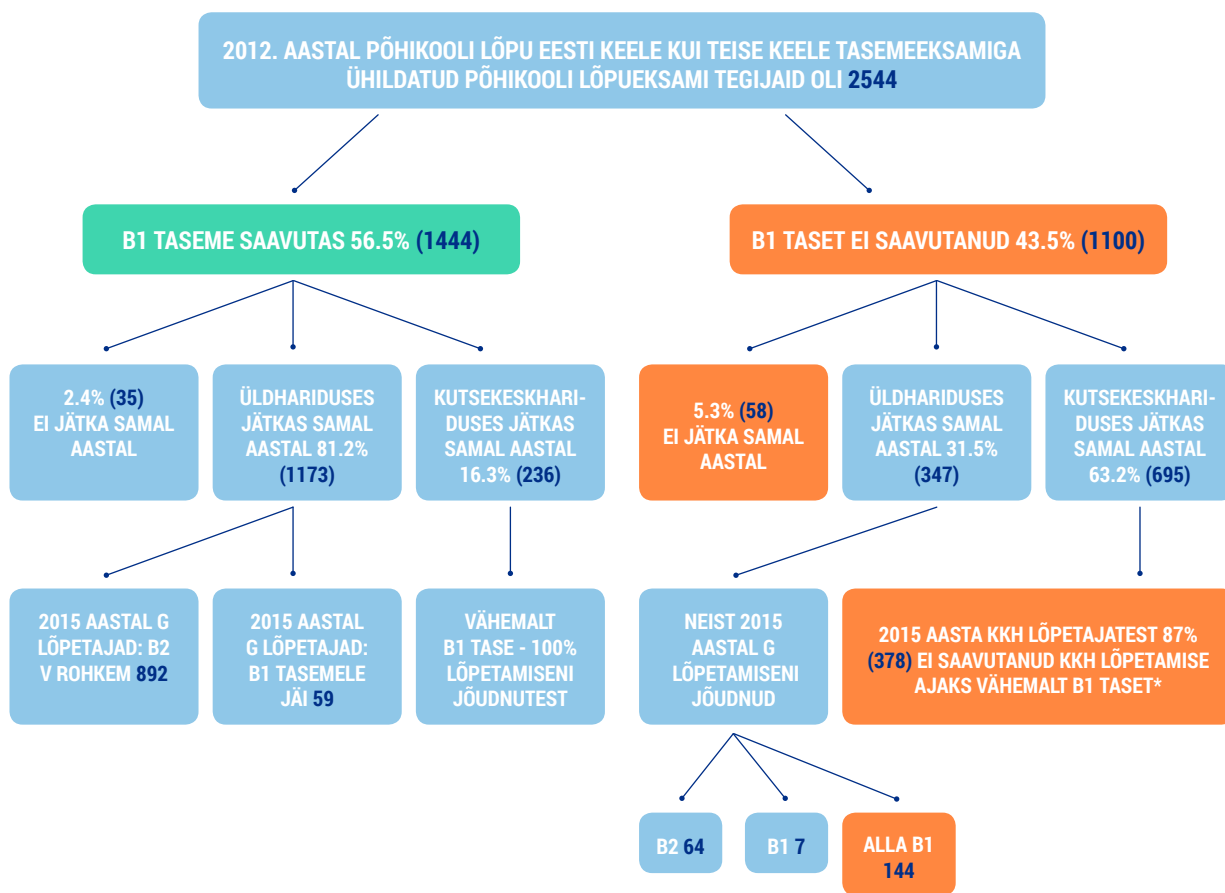 2012. AASTAL PÕHIKOOLI LÕPU EESTI KEELE KUI TEISE KEELE TASEMEEKSAMIGA
ÜHILDATUD PÕHIKOOLI LÕPUEKSAMI TEGIJAID OLI 2544
B1 TASEME SAAVUTAS 56.5% (1444)
B1 TASET EI SAAVUTANUD 43.5% (1100)
2.4% (35)
EI JÄTKA SAMAL
AASTAL
ÜLDHARIDUSES
JÄTKAS SAMAL
AASTAL 81.2%
(1173)
KUTSEKESKHARI-
DUSES JÄTKAS
SAMAL AASTAL
16.3% (236)
5.3% (58)
EI JÄTKA SAMAL
AASTAL
ÜLDHARIDUSES
JÄTKAS SAMAL
AASTAL 31.5%
(347)
KUTSEKESKHARI-
DUSES JÄTKAS
SAMAL AASTAL
63.2% (695)
2015 AASTAL G
LÕPETAJAD: B2
V ROHKEM 892
2015 AASTAL
G LÕPETAJAD:
B1 TASEMELE
JÄI 59
VÄHEMALT
B1 TASE - 100%
LÕPETAMISENI
JÕUDNUTEST
NEIST 2015
AASTAL G
LÕPETAMISENI
JÕUDNUD
2015 AASTA KKH LÕPETAJATEST 87%
(378) EI SAAVUTANUD KKH LÕPETAMISE
AJAKS VÄHEMALT B1 TASET*
B2 64
B1 7
ALLA B1
144